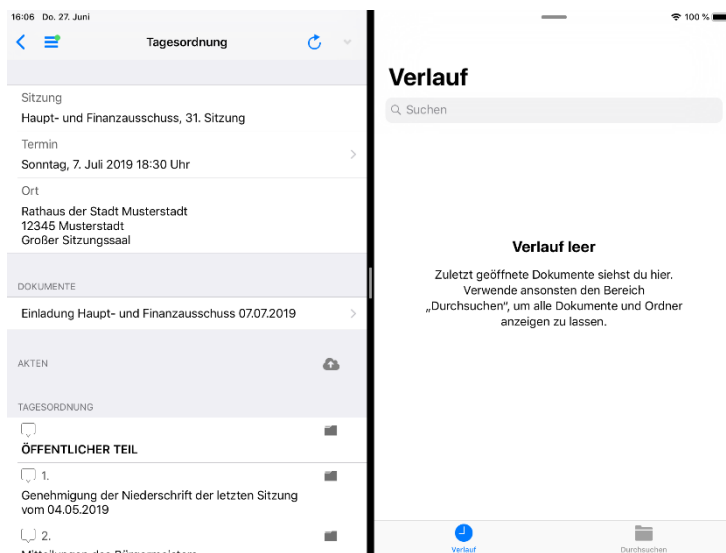 16:06 Do. 27. Juni
100 %
Tagesordnung
Sitzung
Haupt- und Finanzausschuss, 31. Sitzung
Termin
Sonntag, 7. Juli 2019 18:30 Uhr
Ort
Rathaus der Stadt Musterstadt
12345 Musterstadt
Großer Sitzungssaal
DOKUMENTE
Einladung Haupt- und Finanzausschuss 07.07.2019
AKTEN
TAGESORDNUNG
ÖFFENTLICHER TEIL
1.
Genehmigung der Niederschrift der letzten Sitzung
vom 04.05.2019
2.
Mitteilungen des Bürgermeisters
Verlauf
Suchen
Verlauf leer
Zuletzt geöffnete Dokumente siehst du hier.
Verwende ansonsten den Bereich
„Durchsuchen“, um alle Dokumente und Ordner
anzeigen zu lassen.
Verlauf
Durchsuchen